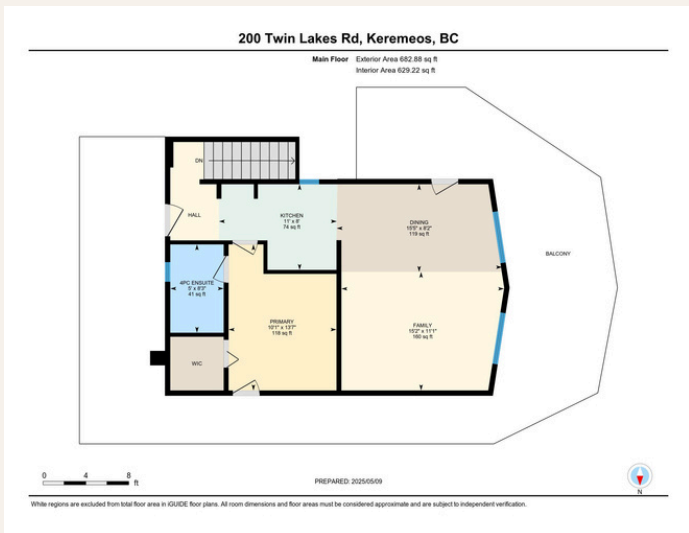 200 Twin Lakes Rd, Keremeos, BC
Main Floor Exterior Area 682.88 sq ft
Interior Area 629.22 sq ft
DN
HALL
KITCHEN
11' x 8'
74 sq ft
DINING
15'5" x 8'2"
119 sq ft
BALCONY
4PC ENSUITE
5' x 8'3"
41 sq ft
PRIMARY
10'1" x 13'7"
118 sq ft
FAMILY
15'2" x 11'1"
160 sq ft
WIC
0 4 8
ft
PREPARED: 2025/05/09
N
White regions are excluded from total floor area in iGUIDE floor plans. All room dimensions and floor areas must be considered approximate and are subject to independent verification.